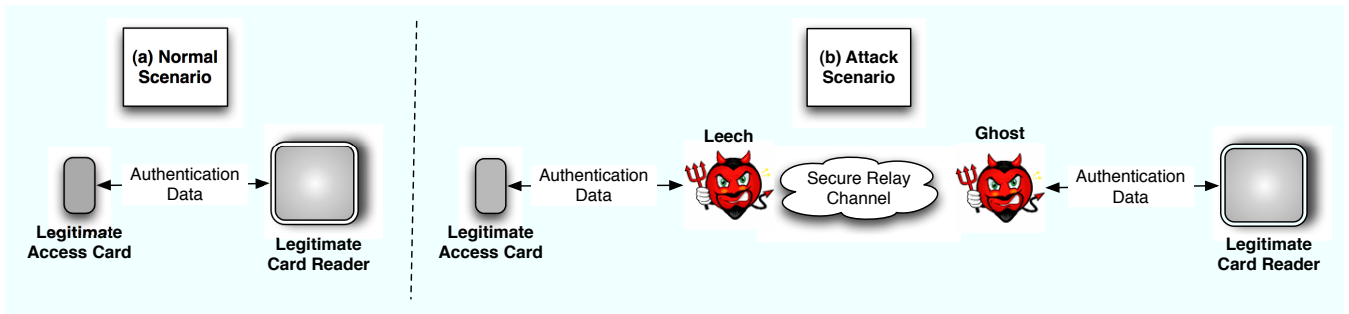 (a) Normal
Scenario
Authentication
Data
Legitimate
Access Card
Legitimate
Card Reader
(b) Attack
Scenario
Leech
Ghost
Authentication
Data
Secure Relay
Channel
Authentication
Data
Legitimate
Access Card
Legitimate
Card Reader